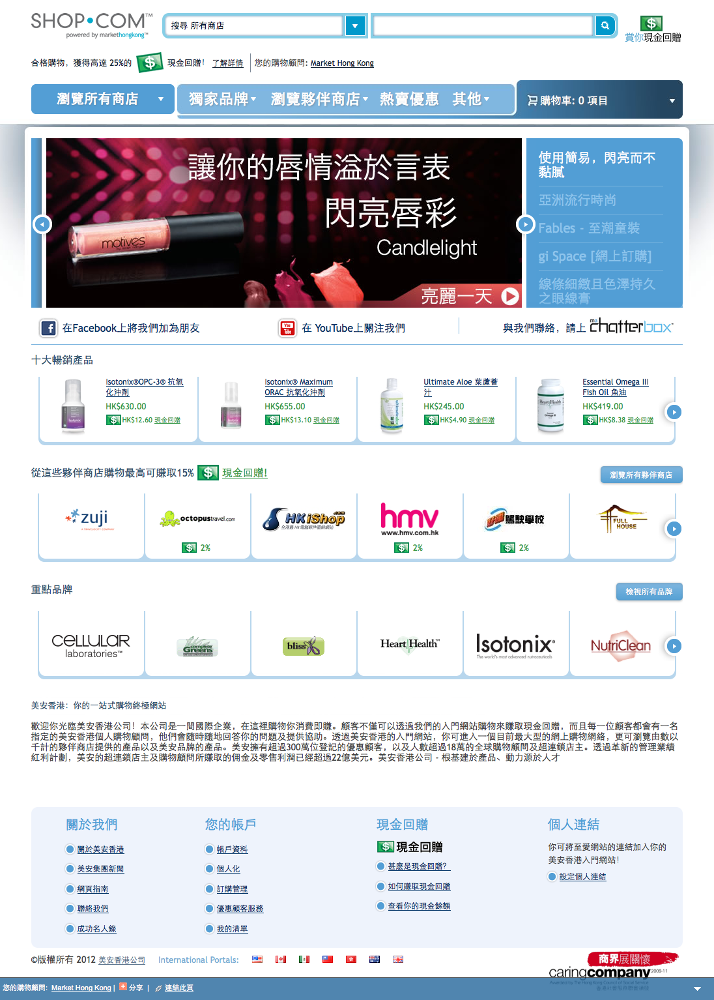 SHOP•COM™
powered by markethongkong™
搜尋 所有商店
賞你現金回贈
合格購物，獲得高達 25%的 現金回贈！ 了解詳情
您的購物顧問: Market Hong Kong
瀏覽所有商店
獨家品牌
瀏覽夥伴商店
熱賣優惠
其他
購物車: 0 項目
讓你的唇情溢於言表
閃亮唇彩
Candlelight
motives
亮麗一天
使用簡易，閃亮而不
黏膩
亞洲流行時尚
Fables - 至潮童裝
gi Space [網上訂購]
線條細緻且色澤持久
之眼線膏
在Facebook上將我們加為朋友
You Tube
在 YouTube上關注我們
與我們聯絡，請上 ma chatterbox
十大暢銷產品
Isotonix®OPC-3® 抗氧
化沖劑
HK$630.00
HK$12.60 現金回贈
Isotonix® Maximum
ORAC 抗氧化沖劑
HK$655.00
HK$13.10 現金回贈
Ultimate Aloe 葉蘆薈
汁
HK$245.00
HK$4.90 現金回贈
Essential Omega III
Fish Oil 魚油
HK$419.00
HK$8.38 現金回贈
從這些夥伴商店購物最高可賺取15% 現金回贈!
瀏覽所有夥伴商店
zuji
octopustravel.com
HKiShop.com
hmv
www.hmv.com.hk
駕駛學校
FULL
HOUSE
2%
2%
2%
重點品牌
檢視所有品牌
CELLULAR
laboratories™
complete
Greens
bliss
Heart Health™
Isotonix®
The world's most advanced nutraceuticals
NutriClean
美安香港：你的一站式購物終極網站
歡迎你光臨美安香港公司！本公司是一間國際企業，在這裡購物你消費即賺。顧客不僅可以透過我們的入門網站購物來賺取現金回贈，而且每一位顧客都會有一名
指定的美安香港個人購物顧問，他們會隨時隨地回答你的問題及提供協助。透過美安香港的入門網站，你可進入一個目前最大型的網上購物網絡，更可瀏覽由數以
千計的夥伴商店提供的產品以及美安品牌的產品。美安擁有超過300萬位登記的優惠顧客，以及人數超過18萬的全球購物顧問及超連鎖店主。透過革新的管理業績
紅利計劃，美安的超連鎖店主及購物顧問所賺取的佣金及零售利潤已經超過22億美元。美安香港公司 - 根基建於產品、動力源於人才
關於我們
關於美安香港
美安集團新聞
網頁指南
聯絡我們
成功名人錄
您的帳戶
帳戶資料
個人化
訂購管理
優惠顧客服務
我的清單
現金回贈
現金回贈
甚麼是現金回贈？
如何賺取現金回贈
查看你的現金餘額
個人連結
你可將至愛網站的連結加入你的
美安香港入門網站！
設定個人連結
©版權所有 2012 美安香港公司
International Portals:
商界展關懷
caringcompany 2009-11
您的購物顧問: Market Hong Kong | 分享 | 連結此頁